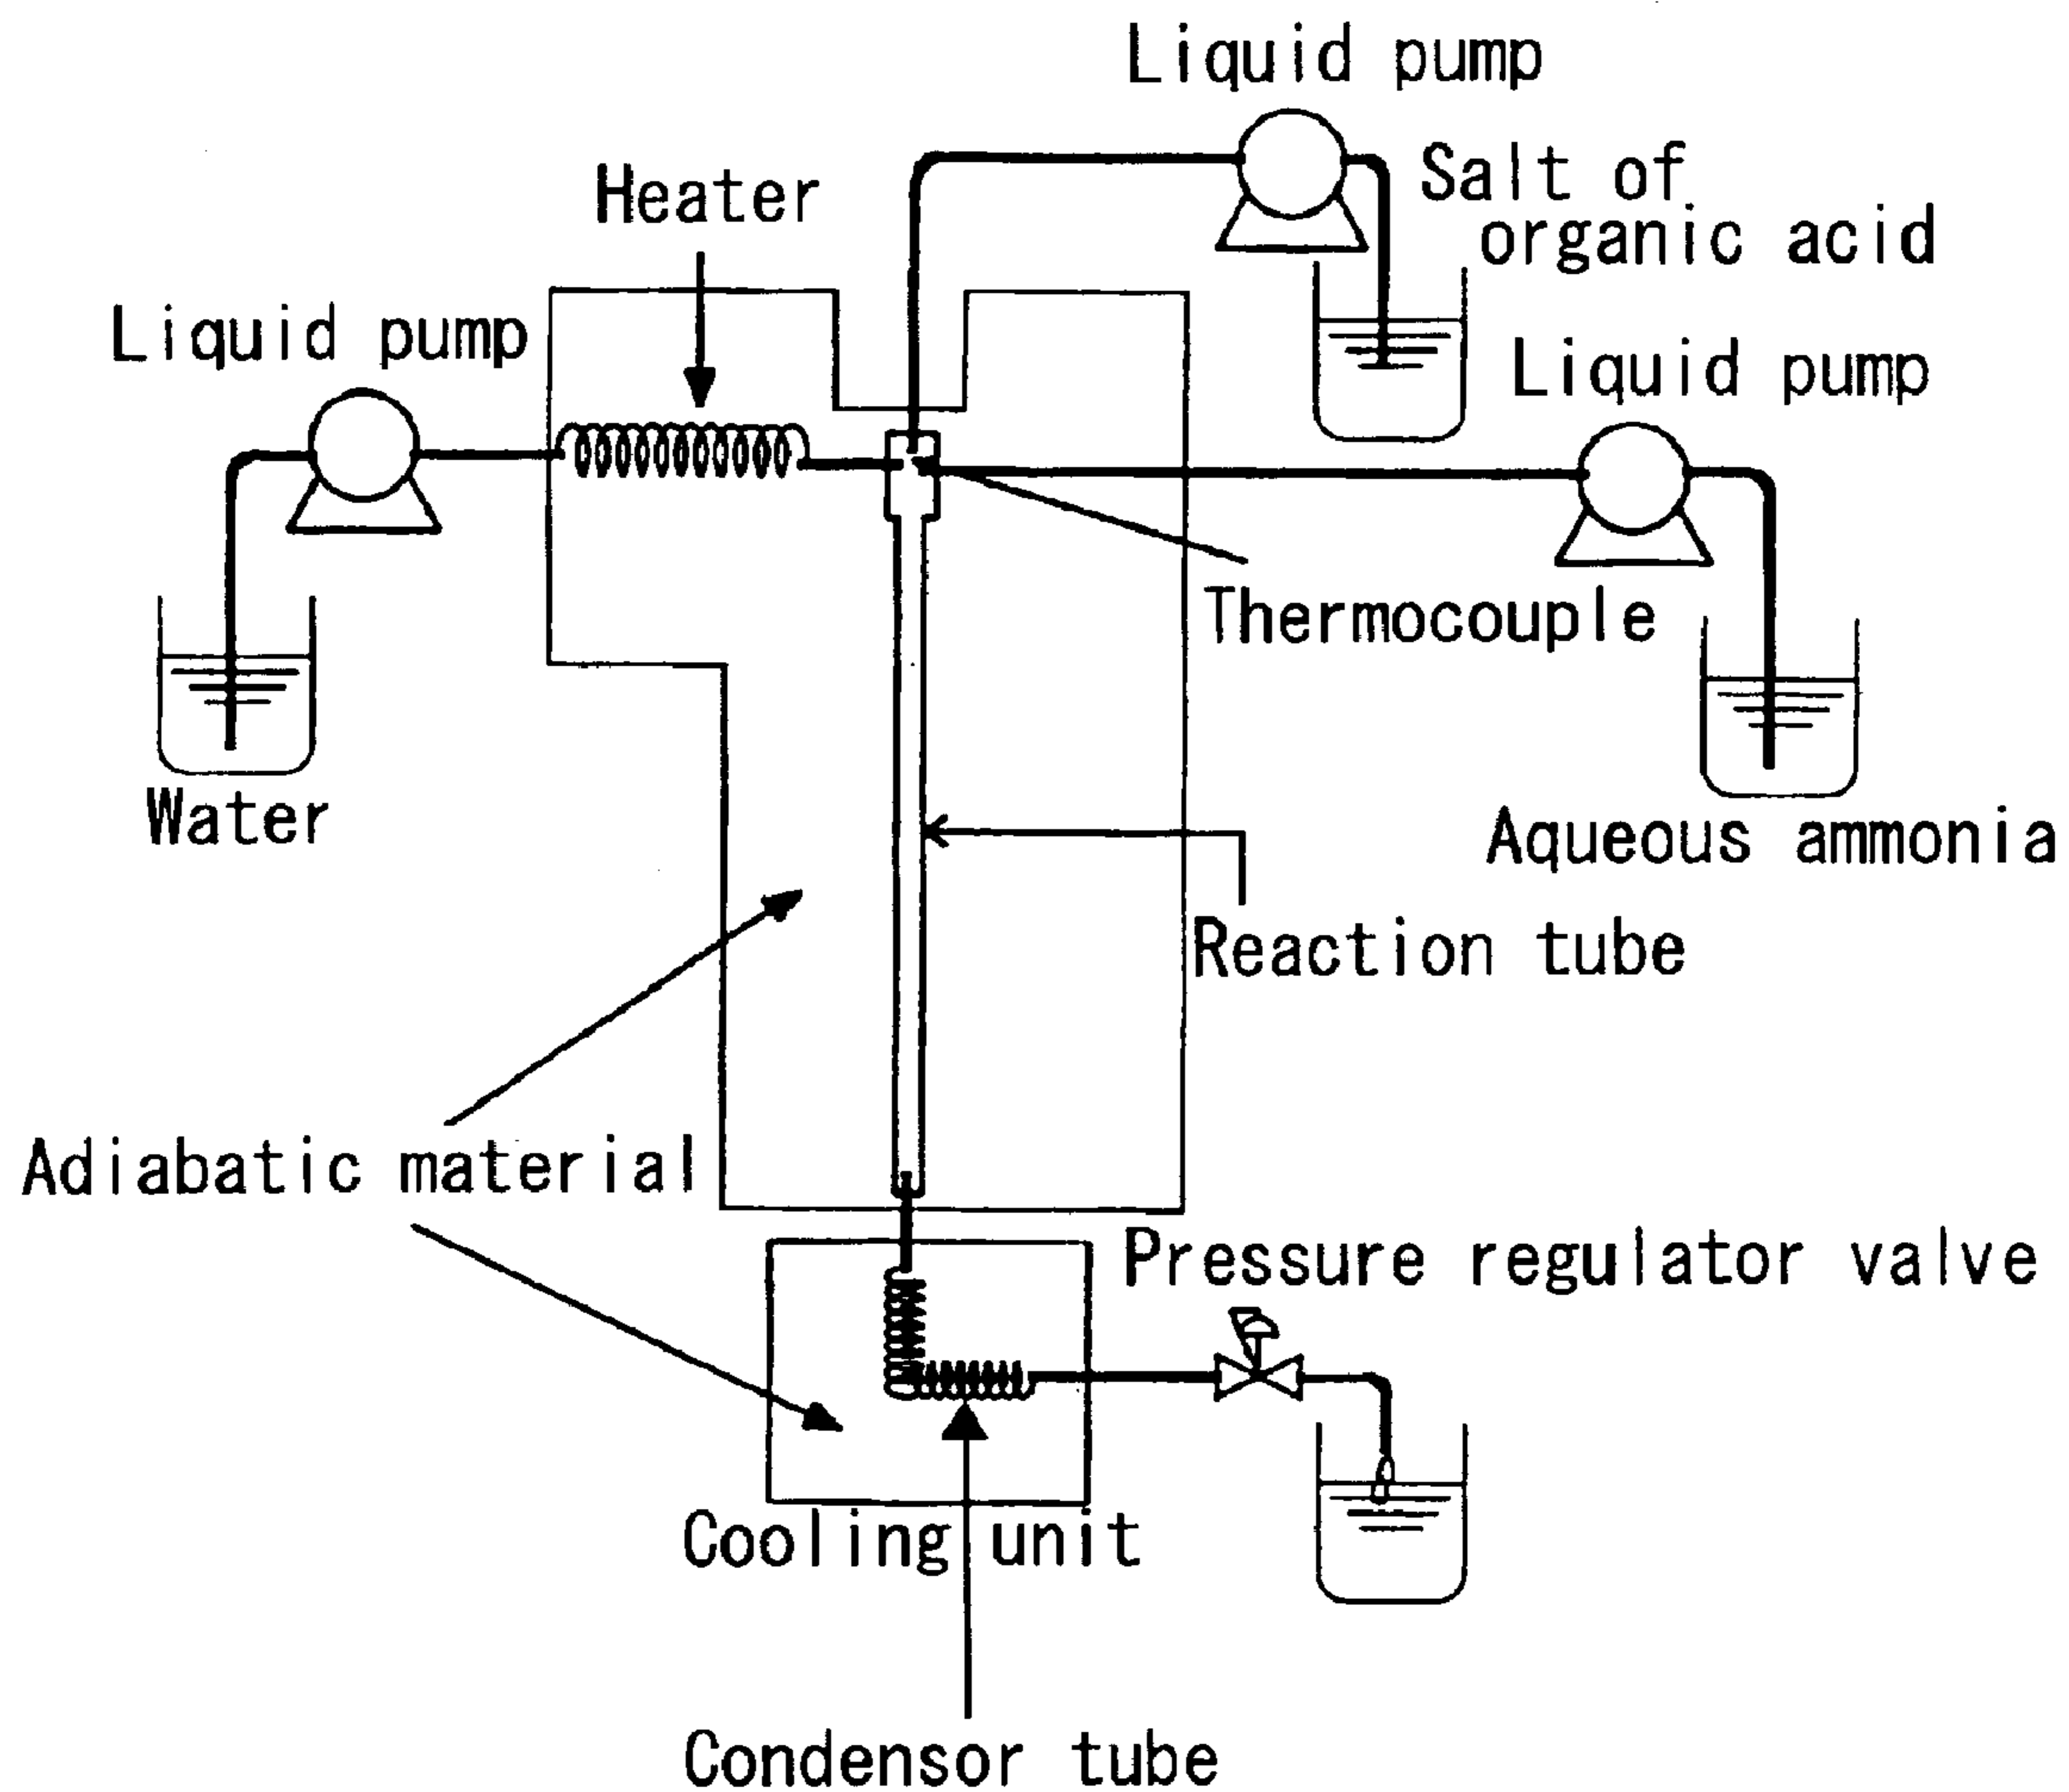 Liquid pump
Salt of
organic acid
Heater
Liquid pump
Liquid pump
Thermocouple
Water
Aqueous ammonia
Reaction tube
Adiabatic material
Pressure regulator valve
Cooling unit
Condensor tube